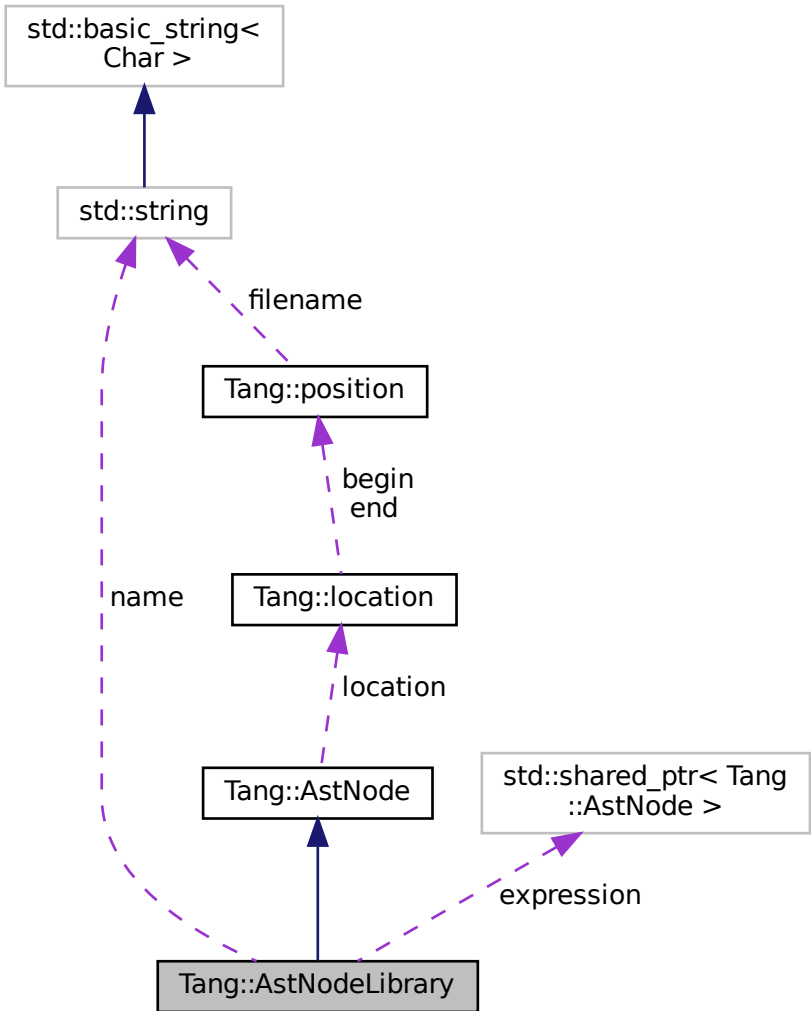 std::basic_string<
Char >
std::string
filename
Tang::position
begin
end
Tang::location
name
location
Tang::AstNode
std::shared_ptr< Tang
::AstNode >
expression
Tang::AstNodeLibrary